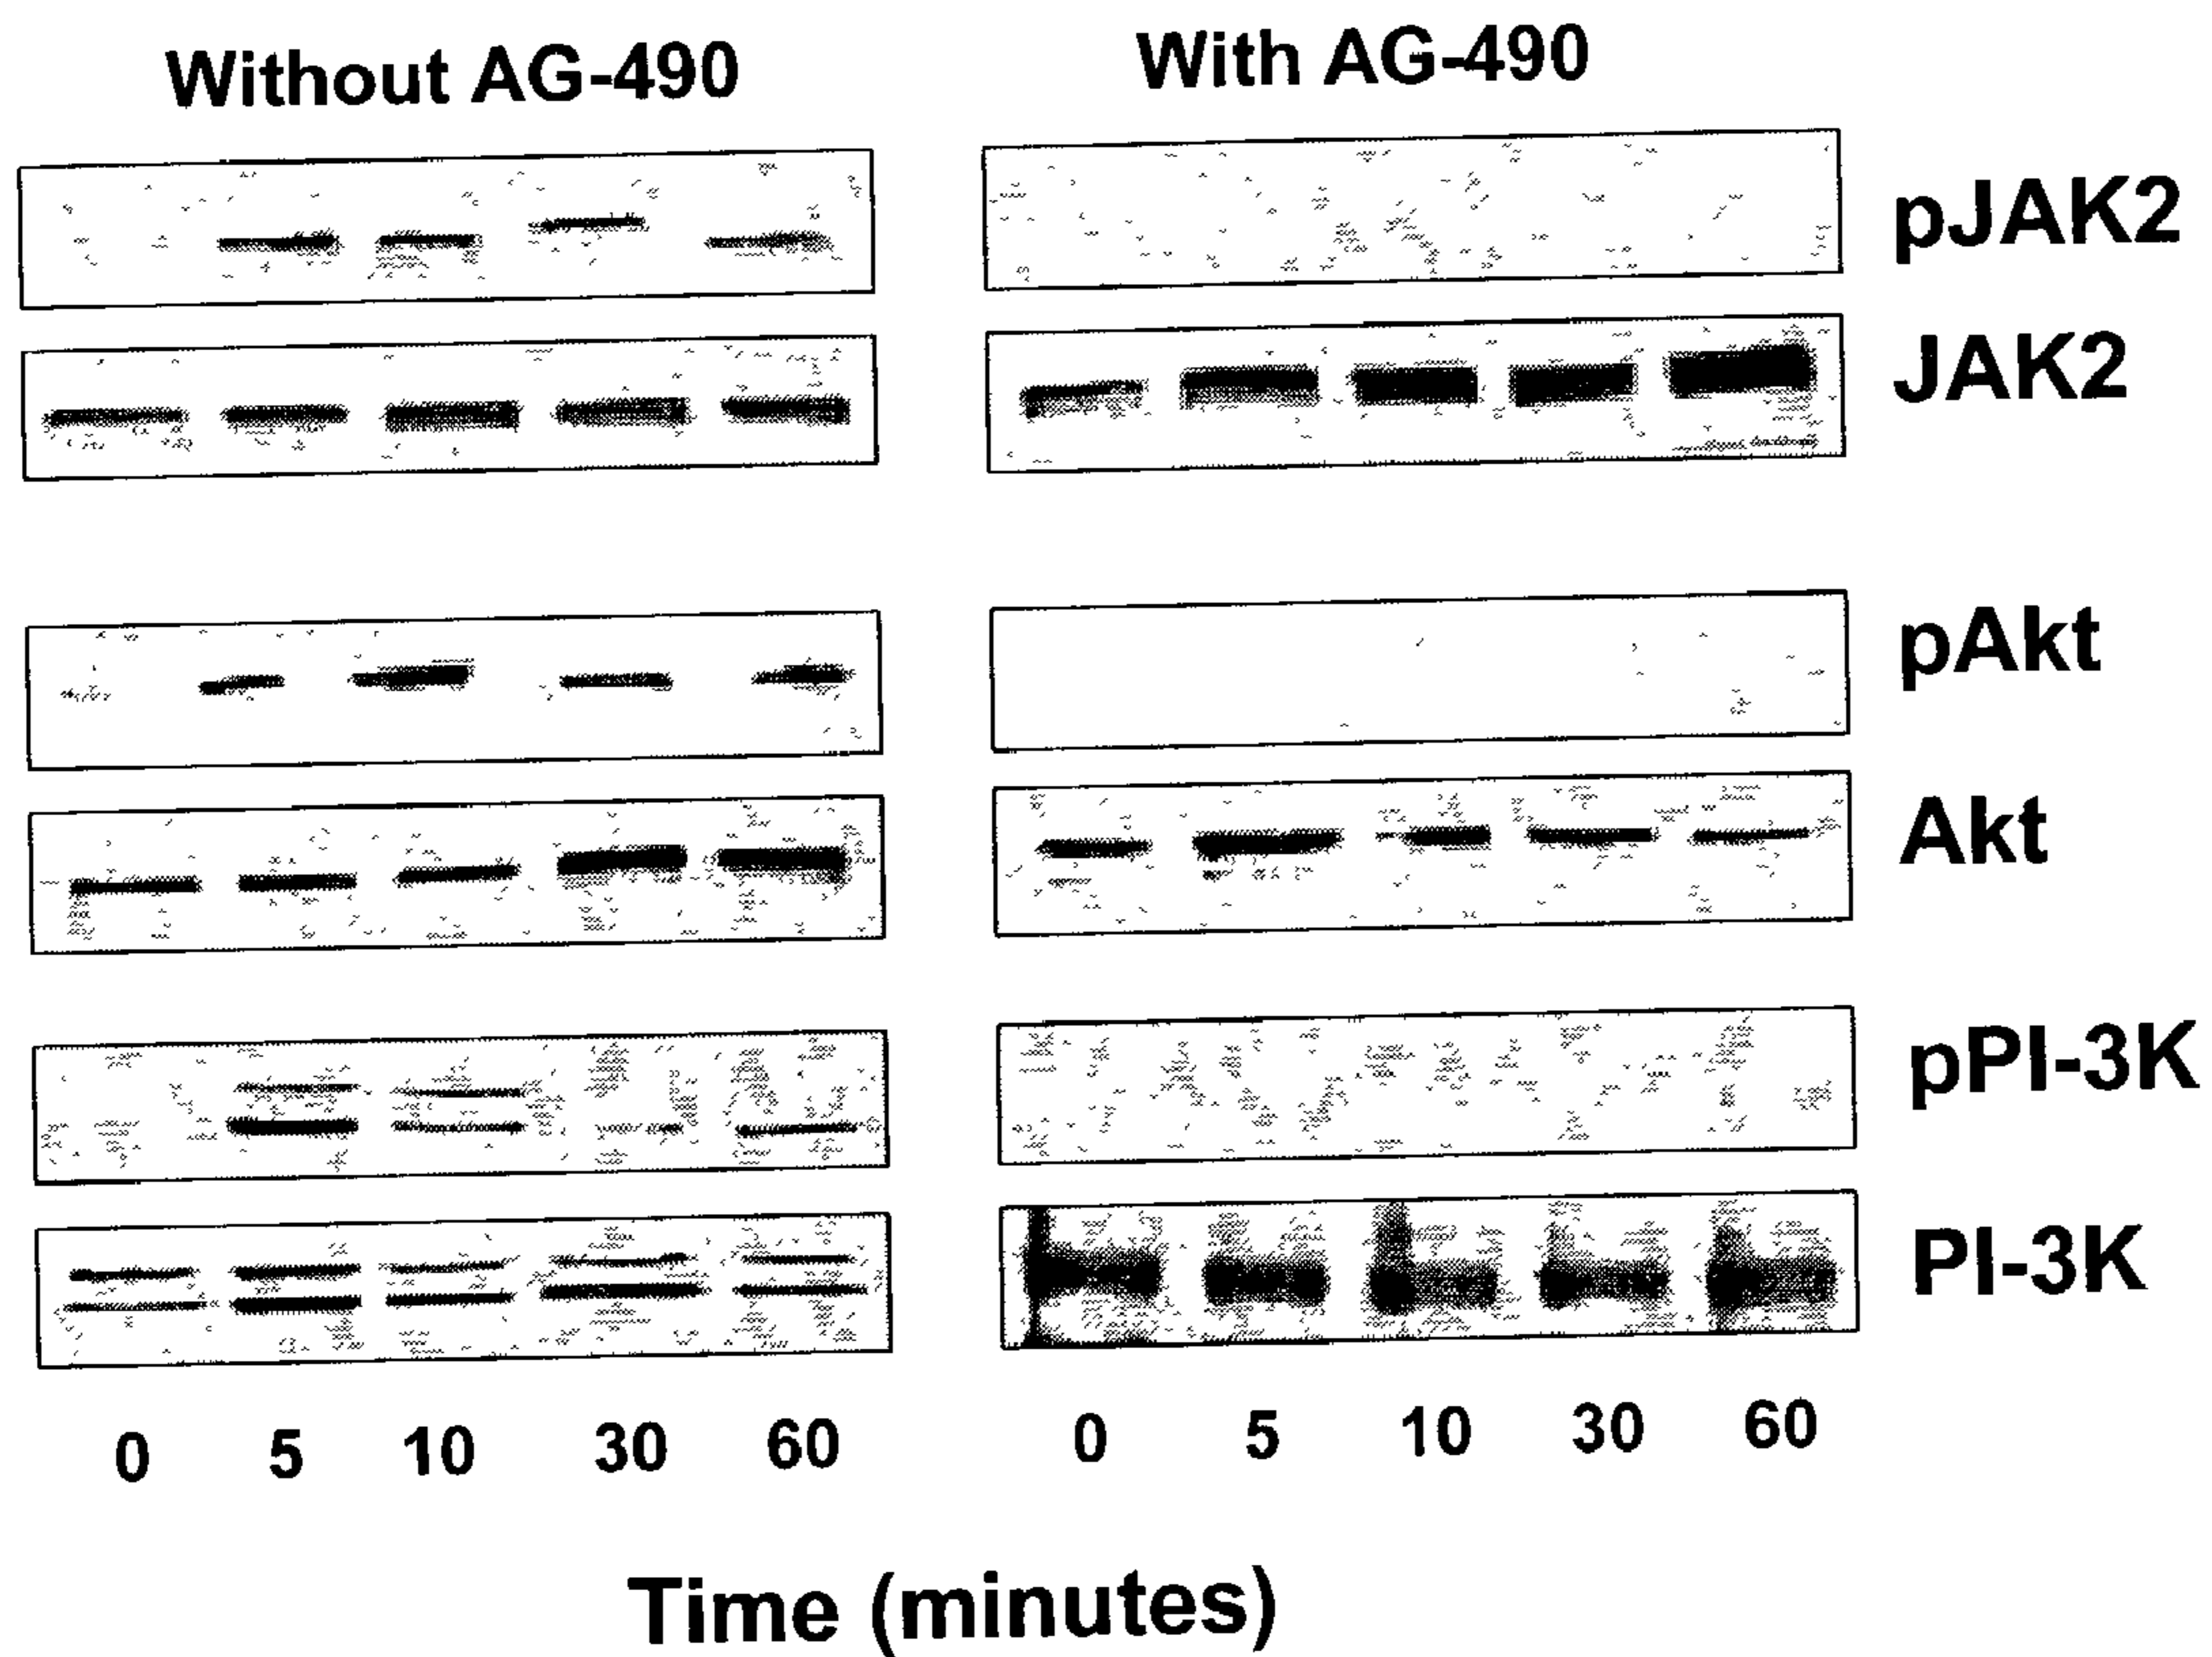 Without AG-490
With AG-490
pJAK2
JAK2
pAkt
Akt
pPI-3K
PI-3K
0 5 10 30 60
0 5 10 30 60
Time (minutes)